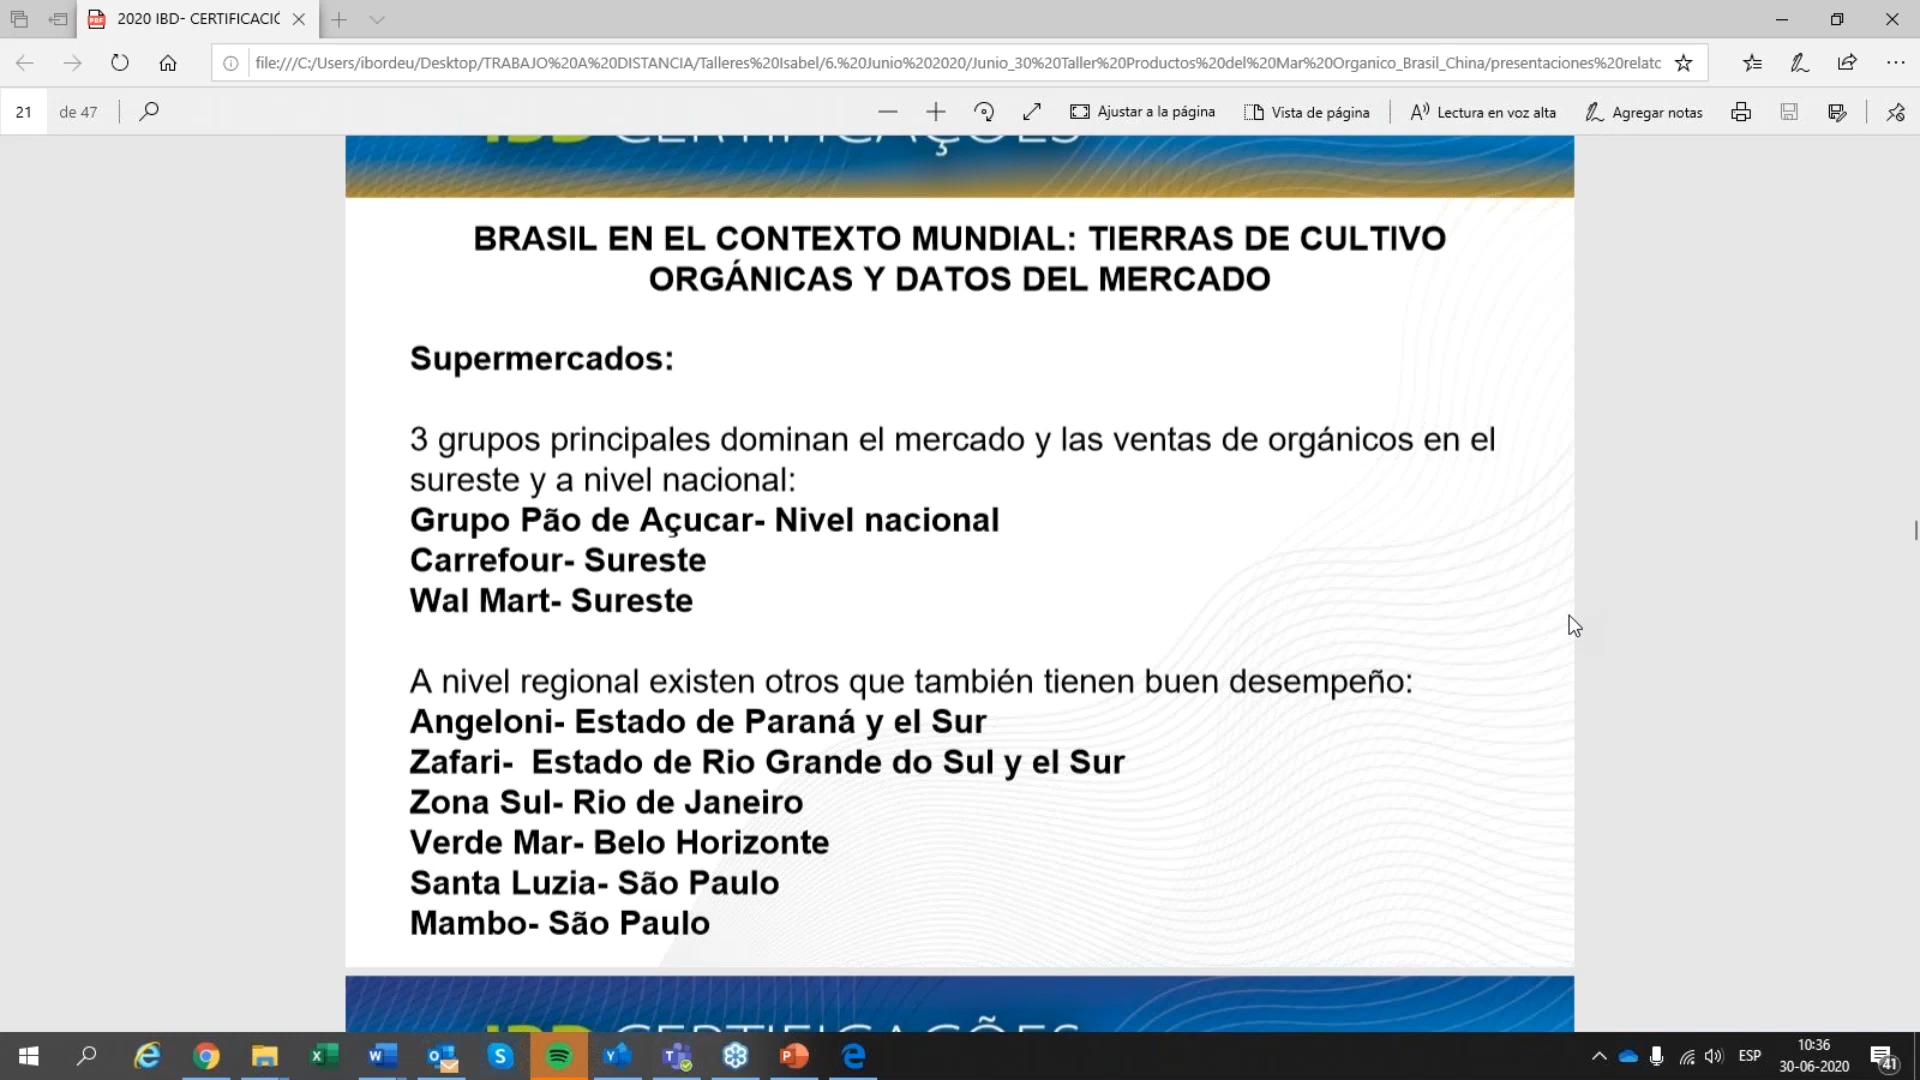 2020 IBD- CERTIFICACIÓ
file:///C:/Users/ibordeu/Desktop/TRABAJO%20A%20DISTANCIA/Talleres%20Isabel/6.%20Junio%202020/Junio_30%20Taller%20Productos%20del%20Mar%20Organico_Brasil_China/presentaciones%20relatc
21 de 47
Ajustar a la página
Vista de página
Lectura en voz alta
Agregar notas
IBD CERTIFICAÇÕES
BRASIL EN EL CONTEXTO MUNDIAL: TIERRAS DE CULTIVO
ORGÁNICAS Y DATOS DEL MERCADO
Supermercados:
3 grupos principales dominan el mercado y las ventas de orgánicos en el
sureste y a nivel nacional:
Grupo Pão de Açucar- Nivel nacional
Carrefour- Sureste
Wal Mart- Sureste
A nivel regional existen otros que también tienen buen desempeño:
Angeloni- Estado de Paraná y el Sur
Zafari-  Estado de Rio Grande do Sul y el Sur
Zona Sul- Rio de Janeiro
Verde Mar- Belo Horizonte
Santa Luzia- São Paulo
Mambo- São Paulo
IBD CERTIFICAÇÕES
ESP
10:36
30-06-2020
41